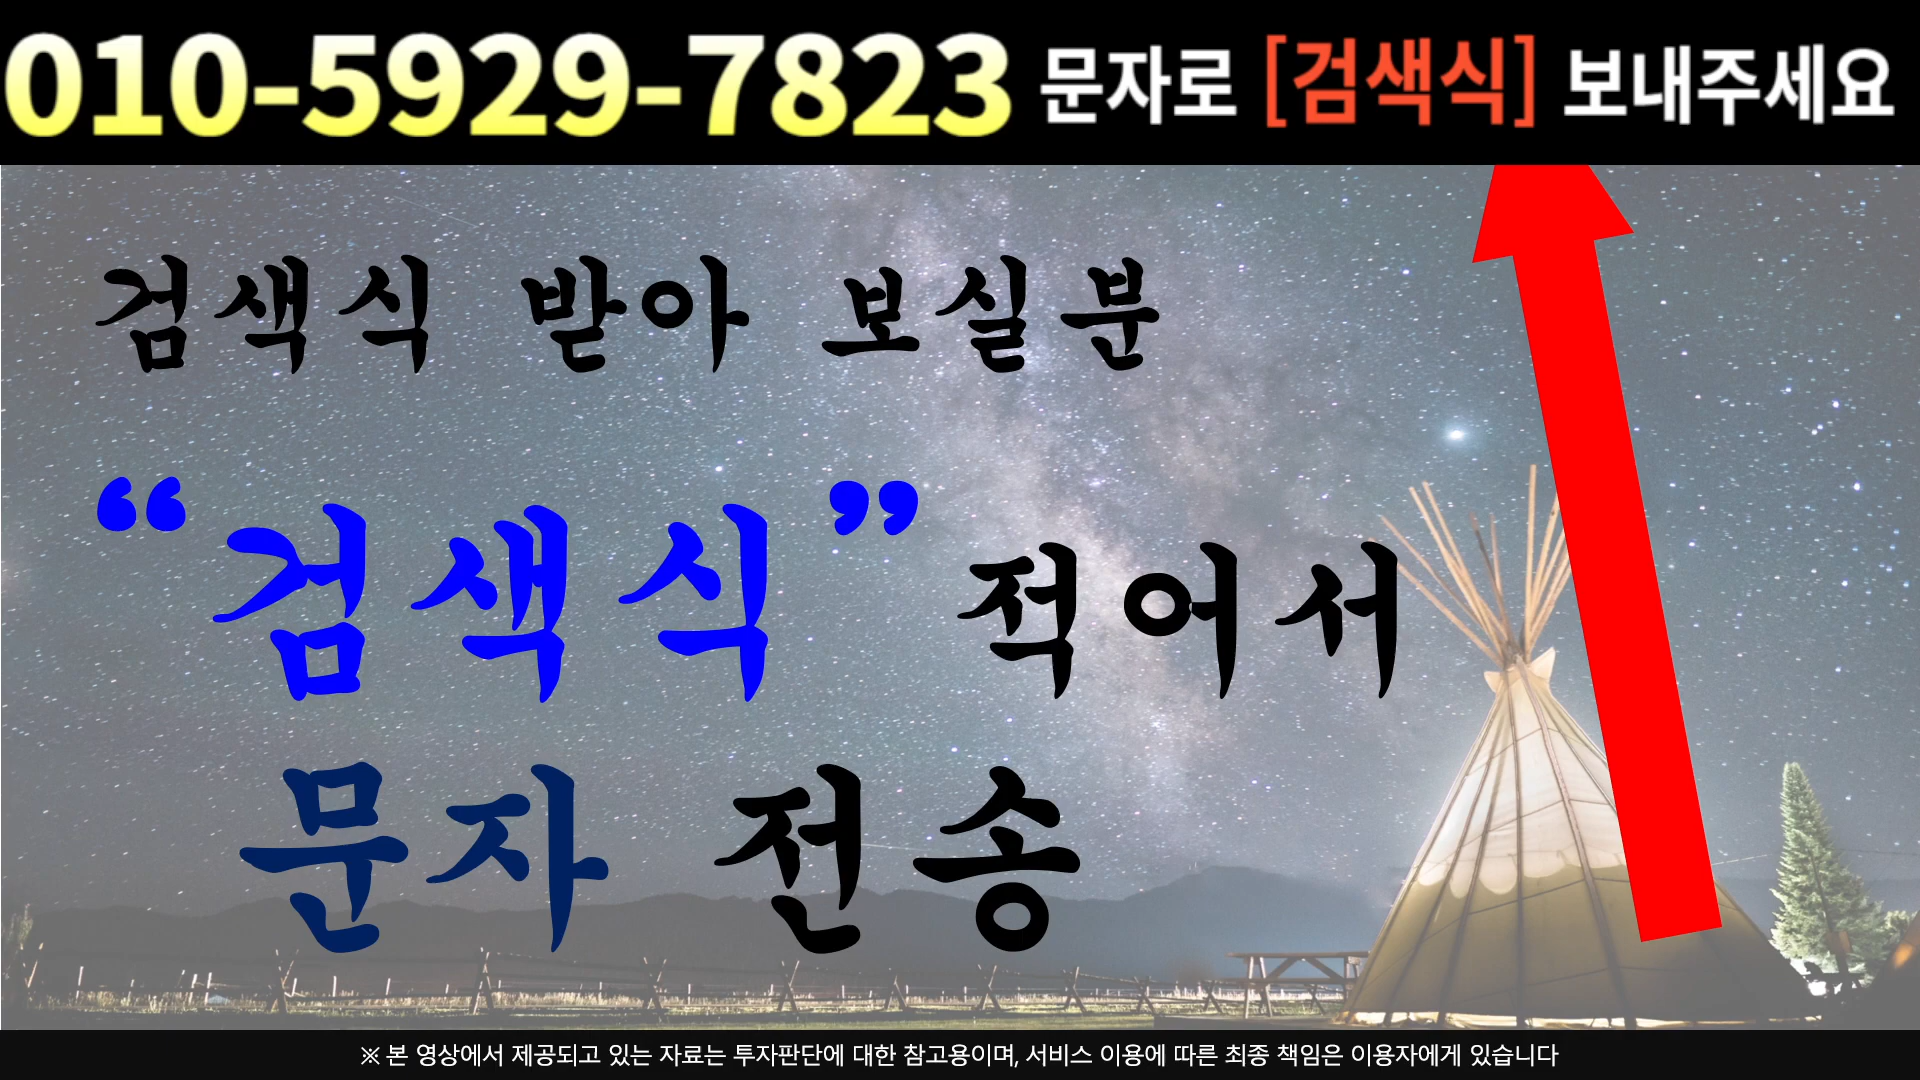 010-5929-7823 문자로 [검색식] 보내주세요
검색식 받아 보실분
“검색식” 적어서
문자 전송
※ 본 영상에서 제공되고 있는 자료는 투자판단에 대한 참고용이며, 서비스 이용에 따른 최종 책임은 이용자에게 있습니다